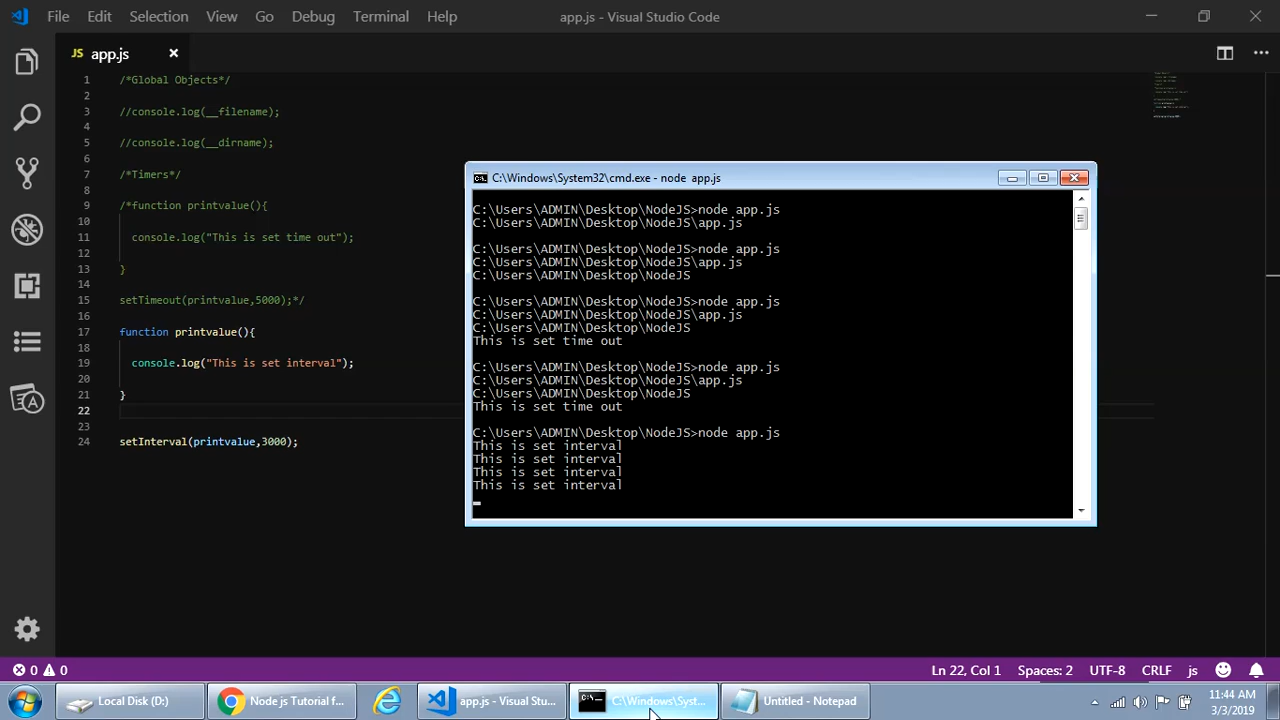 File Edit Selection View Go Debug Terminal Help
app.js - Visual Studio Code
JS app.js
1 /*Global Objects*/
2
3 //console.log(__filename);
4
5 //console.log(__dirname);
6
7 /*Timers*/
8
9 /*function printvalue(){
10
11 console.log("This is set time out");
12
13 }
14
15 setTimeout(printvalue,5000);*/
16
17 function printvalue(){
18
19 console.log("This is set interval");
20
21 }
22
23
24 setInterval(printvalue,3000);
C:\Windows\System32\cmd.exe - node app.js
C:\Users\ADMIN\Desktop\NodeJS>node app.js
C:\Users\ADMIN\Desktop\NodeJS\app.js
C:\Users\ADMIN\Desktop\NodeJS>node app.js
C:\Users\ADMIN\Desktop\NodeJS\app.js
C:\Users\ADMIN\Desktop\NodeJS
C:\Users\ADMIN\Desktop\NodeJS>node app.js
C:\Users\ADMIN\Desktop\NodeJS\app.js
C:\Users\ADMIN\Desktop\NodeJS
This is set time out
C:\Users\ADMIN\Desktop\NodeJS>node app.js
C:\Users\ADMIN\Desktop\NodeJS\app.js
C:\Users\ADMIN\Desktop\NodeJS
This is set time out
C:\Users\ADMIN\Desktop\NodeJS>node app.js
This is set interval
This is set interval
This is set interval
This is set interval
0 0
Ln 22, Col 1 Spaces: 2 UTF-8 CRLF js
Local Disk (D:)
Node js Tutorial f...
app.js - Visual Stu...
C:\Windows\Syst...
Untitled - Notepad
11:44 AM
3/3/2019